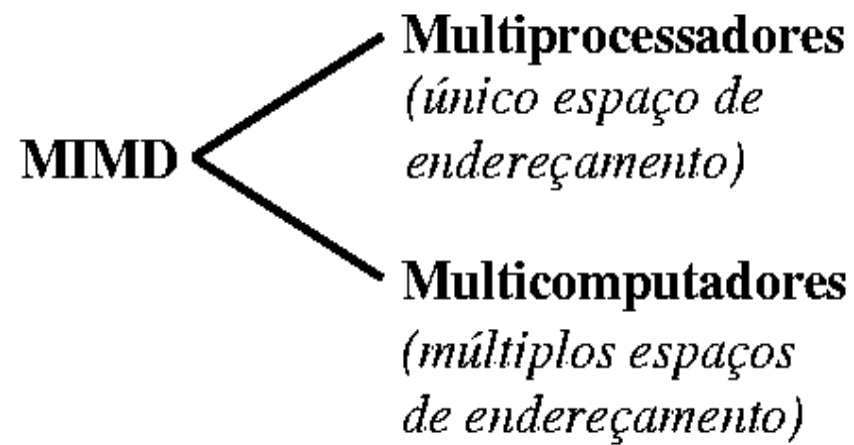 Multiprocessadores
(único espaço de
endereçamento)
MIMD
Multicomputadores
(múltiplos espaços
de endereçamento)